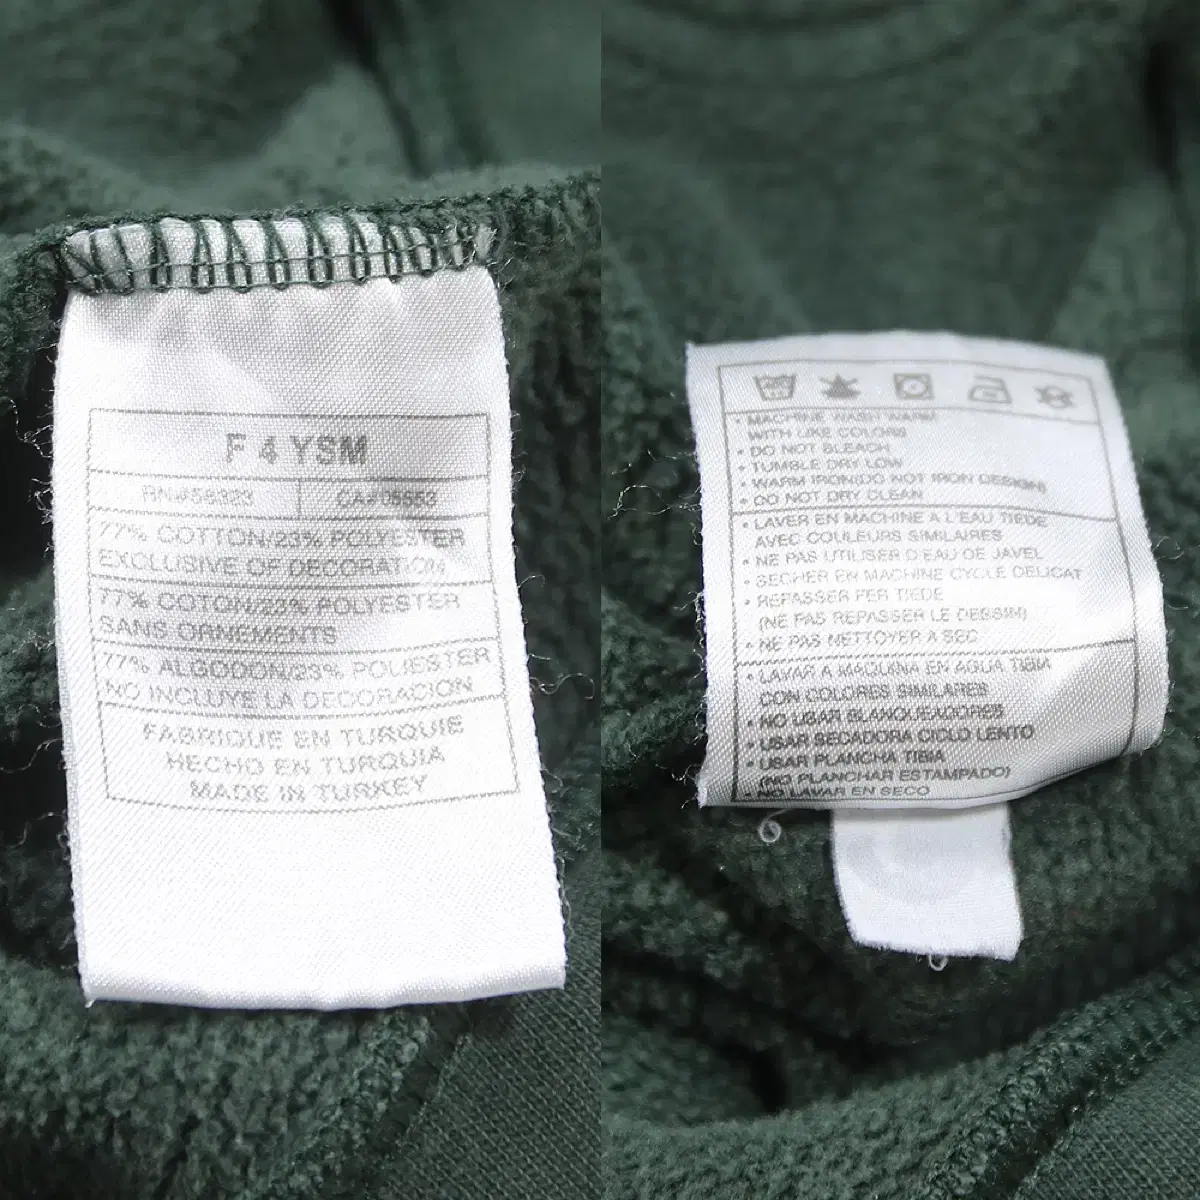 F 4 YSM
RN#56323 CA#05553
77% COTTON/23% POLYESTER
EXCLUSIVE OF DECORATION
77% COTON/23% POLYESTER
SANS ORNEMENTS
77% ALGODON/23% POLIESTER
NO INCLUYE LA DECORACION
FABRIQUE EN TURQUIE
HECHO EN TURQUIA
MADE IN TURKEY
• MACHINE WASH WARM
WITH LIKE COLORS
• DO NOT BLEACH
• TUMBLE DRY LOW
• WARM IRON(DO NOT IRON DESIGN)
• DO NOT DRY CLEAN
• LAVER EN MACHINE A L'EAU TIEDE
AVEC COULEURS SIMILAIRES
• NE PAS UTILISER D'EAU DE JAVEL
• SECHER EN MACHINE CYCLE DELICAT
• REPASSER FER TIEDE
(NE PAS REPASSER LE DESSIN)
• NE PAS NETTOYER A SEC
• LAVAR A MAQUINA EN AGUA TIBIA
CON COLORES SIMILARES
• NO USAR BLANQUEADORES
• USAR SECADORA CICLO LENTO
• USAR PLANCHA TIBIA
(NO PLANCHAR ESTAMPADO)
• NO LAVAR EN SECO